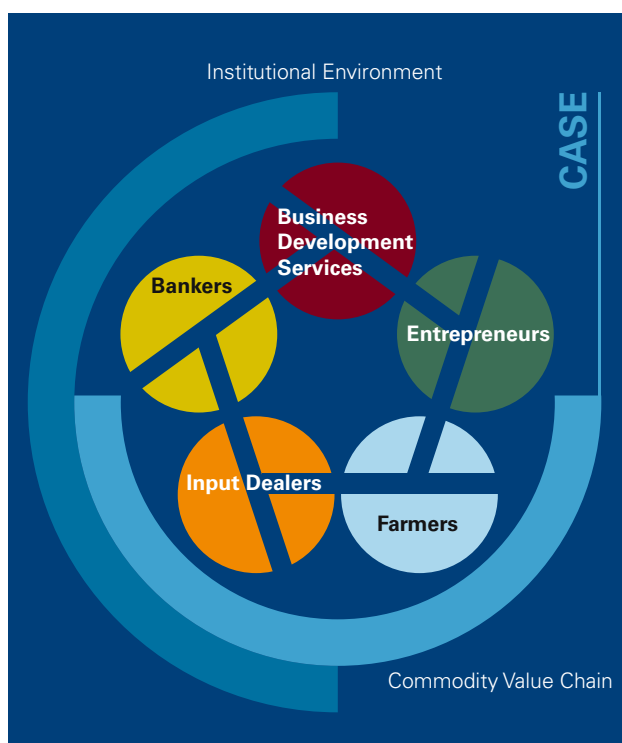 Institutional Environment
CASE
Business
Development
Services
Bankers
Entrepreneurs
Input Dealers
Farmers
Commodity Value Chain